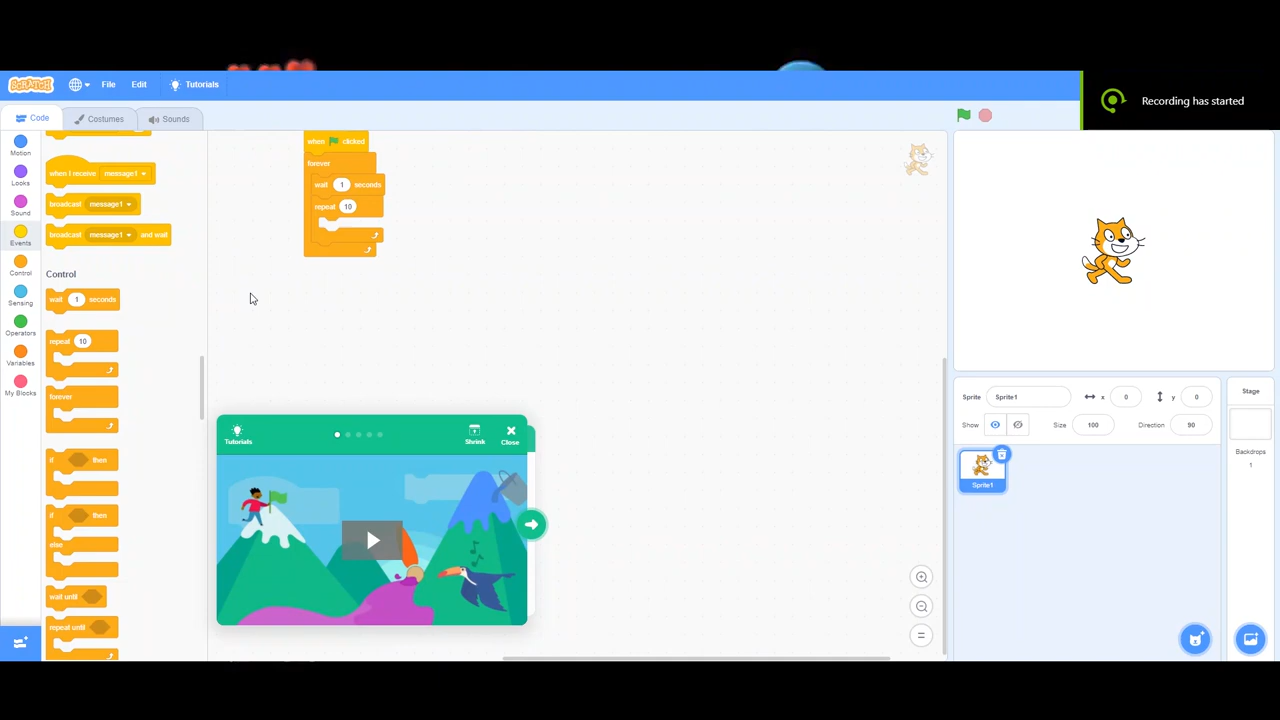 SCRATCH File Edit Tutorials
Recording has started
Code Costumes Sounds
Motion
Looks
Sound
Events
Control
Sensing
Operators
Variables
My Blocks
when I receive message1
broadcast message1
broadcast message1 and wait
Control
wait 1 seconds
repeat 10
forever
if then
if then
else
wait until
repeat until
when clicked
forever
wait 1 seconds
repeat 10
Tutorials Shrink Close
Sprite Sprite1 x 0 y 0
Show Size 100 Direction 90
Sprite1
Stage
Backdrops
1